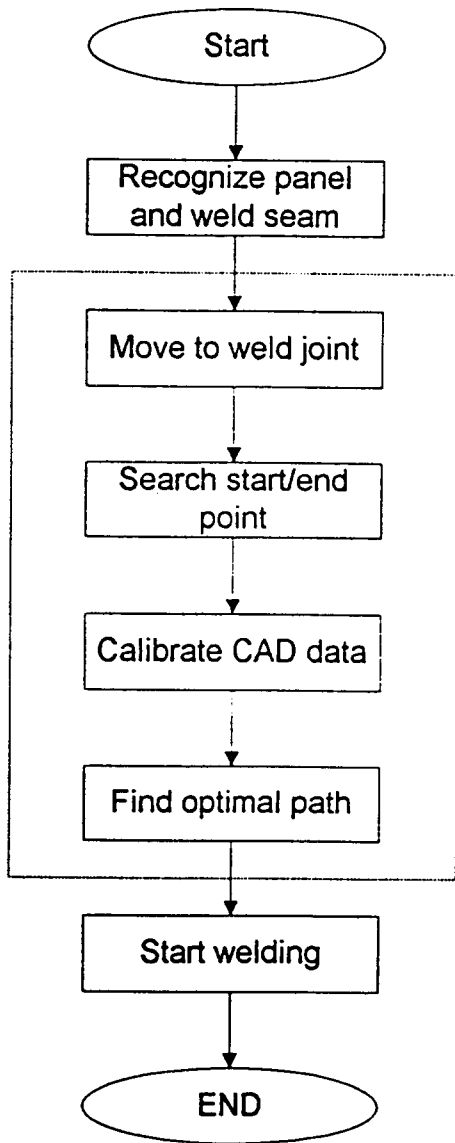 Start
Recognize panel
and weld seam
Move to weld joint
Search start/end
point
Calibrate CAD data
Find optimal path
Start welding
END